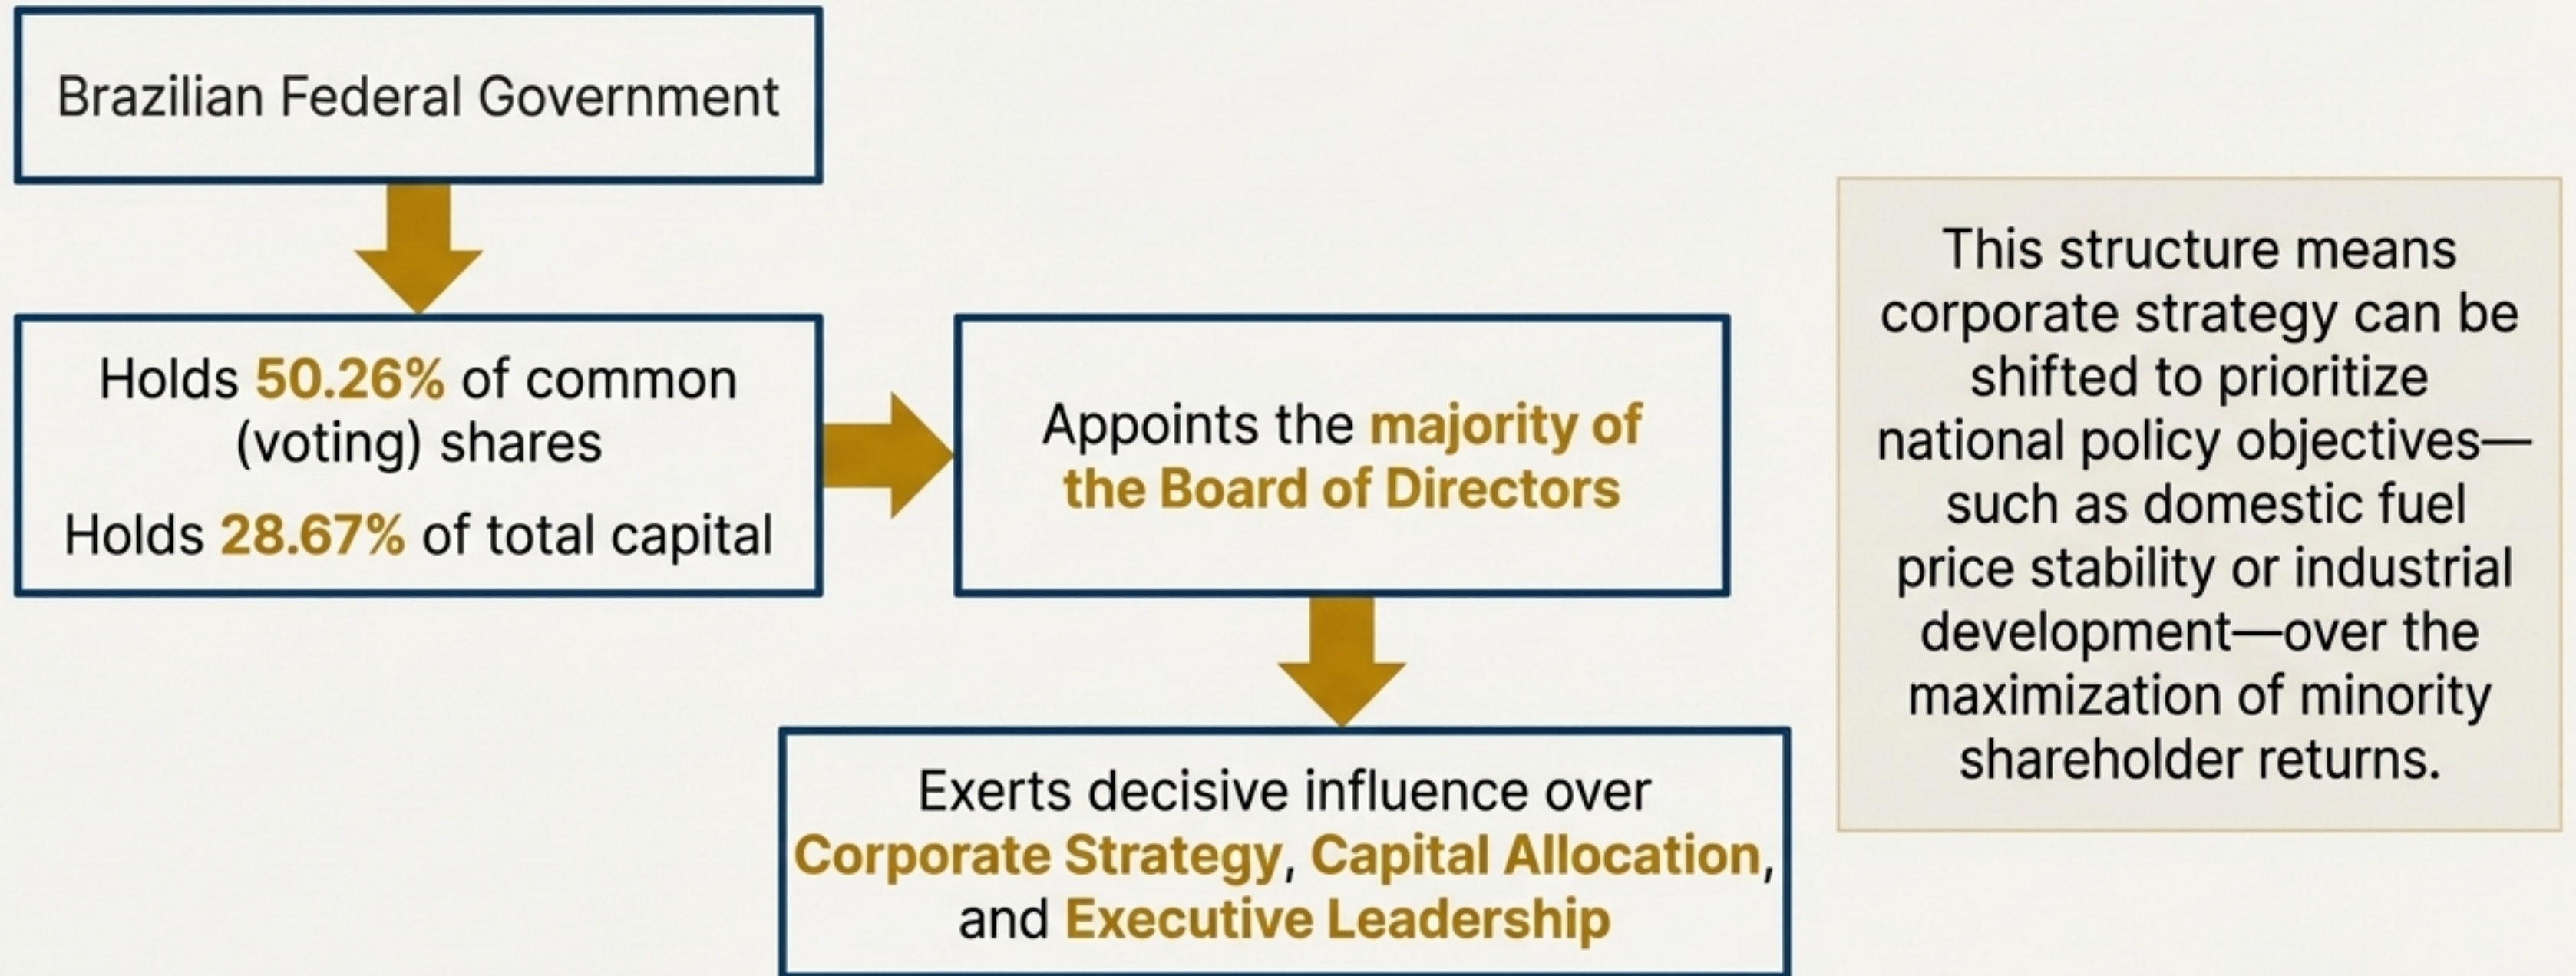 Brazilian Federal Government
Holds 50.26% of common
(voting) shares
Holds 28.67% of total capital
Appoints the majority of
the Board of Directors
Exerts decisive influence over
Corporate Strategy, Capital Allocation,
and Executive Leadership
This structure means
corporate strategy can be
shifted to prioritize
national policy objectives—
such as domestic fuel
price stability or industrial
development—over the
maximization of minority
shareholder returns.